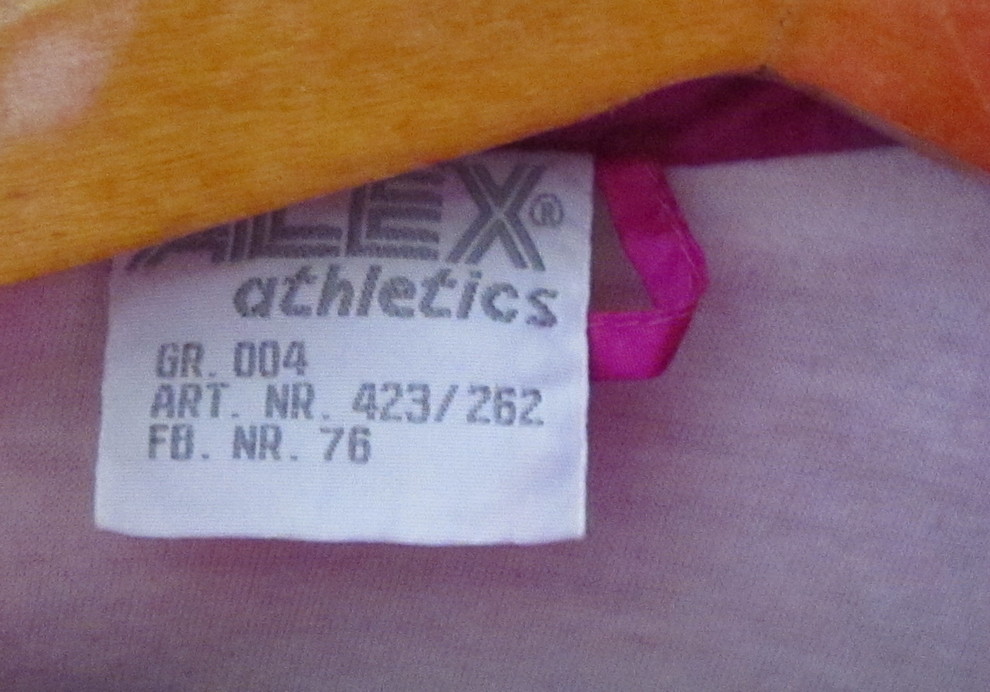 ALEX®
athletics
GR. 004
ART. NR. 423/262
FB. NR. 76